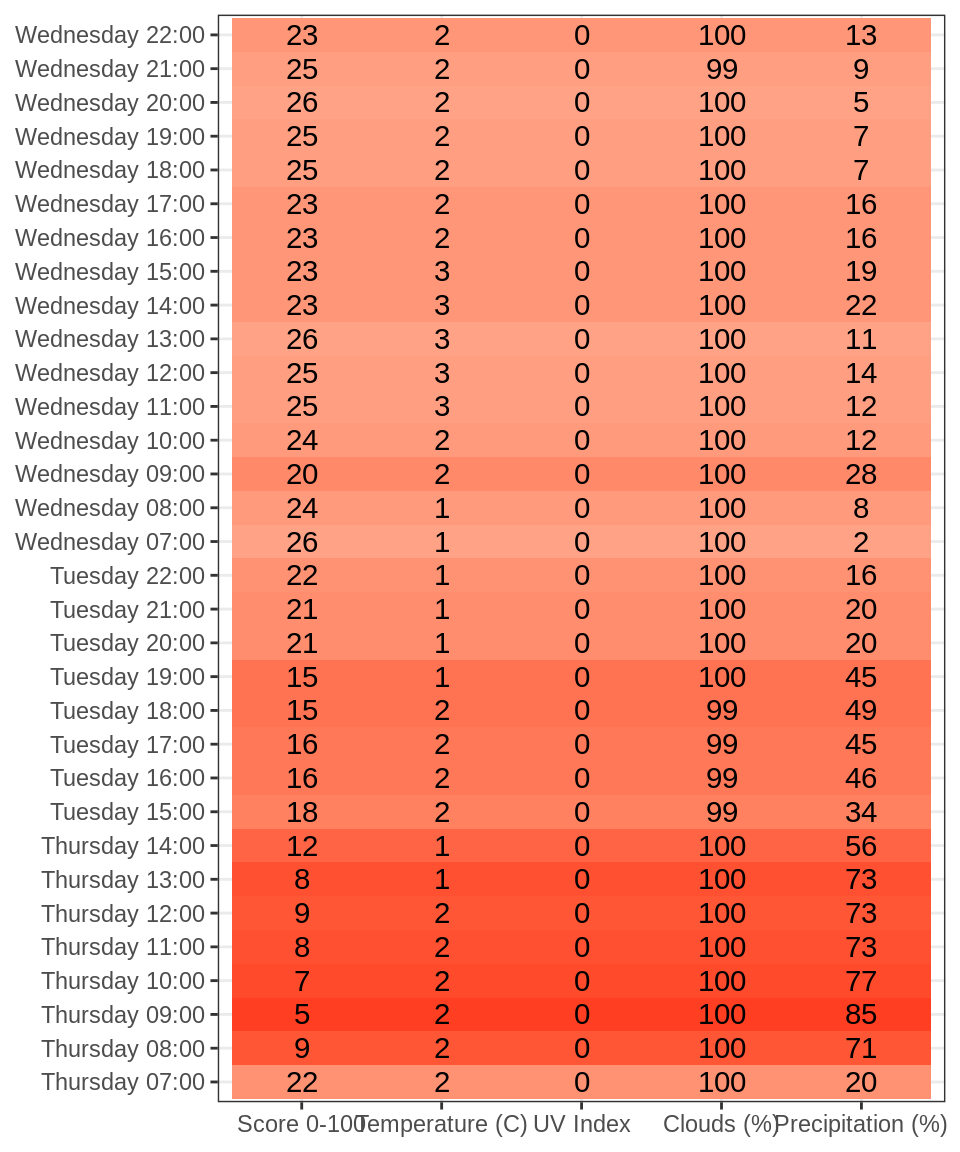 Wednesday 22:00 23 2 0 100 13
Wednesday 21:00 25 2 0 99 9
Wednesday 20:00 26 2 0 100 5
Wednesday 19:00 25 2 0 100 7
Wednesday 18:00 25 2 0 100 7
Wednesday 17:00 23 2 0 100 16
Wednesday 16:00 23 2 0 100 16
Wednesday 15:00 23 3 0 100 19
Wednesday 14:00 23 3 0 100 22
Wednesday 13:00 26 3 0 100 11
Wednesday 12:00 25 3 0 100 14
Wednesday 11:00 25 3 0 100 12
Wednesday 10:00 24 2 0 100 12
Wednesday 09:00 20 2 0 100 28
Wednesday 08:00 24 1 0 100 8
Wednesday 07:00 26 1 0 100 2
Tuesday 22:00 22 1 0 100 16
Tuesday 21:00 21 1 0 100 20
Tuesday 20:00 21 1 0 100 20
Tuesday 19:00 15 1 0 100 45
Tuesday 18:00 15 2 0 99 49
Tuesday 17:00 16 2 0 99 45
Tuesday 16:00 16 2 0 99 46
Tuesday 15:00 18 2 0 99 34
Thursday 14:00 12 1 0 100 56
Thursday 13:00 8 1 0 100 73
Thursday 12:00 9 2 0 100 73
Thursday 11:00 8 2 0 100 73
Thursday 10:00 7 2 0 100 77
Thursday 09:00 5 2 0 100 85
Thursday 08:00 9 2 0 100 71
Thursday 07:00 22 2 0 100 20
Score 0-100 Temperature (C) UV Index Clouds (%) Precipitation (%)